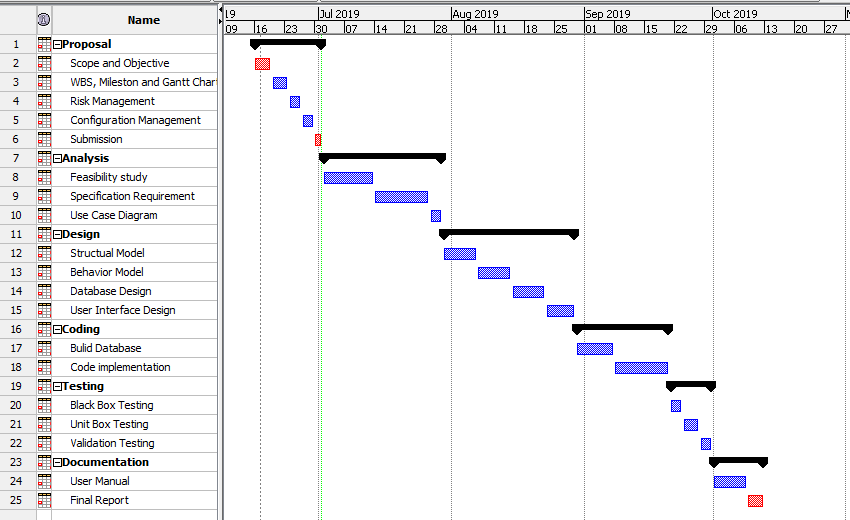 Name
19 Jul 2019 Aug 2019 Sep 2019 Oct 2019
09 16 23 30 07 14 21 28 04 11 18 25 01 08 15 22 29 06 13 20 27
1 Proposal
2 Scope and Objective
3 WBS, Mileston and Gantt Chart
4 Risk Management
5 Configuration Management
6 Submission
7 Analysis
8 Feasibility study
9 Specification Requirement
10 Use Case Diagram
11 Design
12 Structual Model
13 Behavior Model
14 Database Design
15 User Interface Design
16 Coding
17 Bulid Database
18 Code implementation
19 Testing
20 Black Box Testing
21 Unit Box Testing
22 Validation Testing
23 Documentation
24 User Manual
25 Final Report